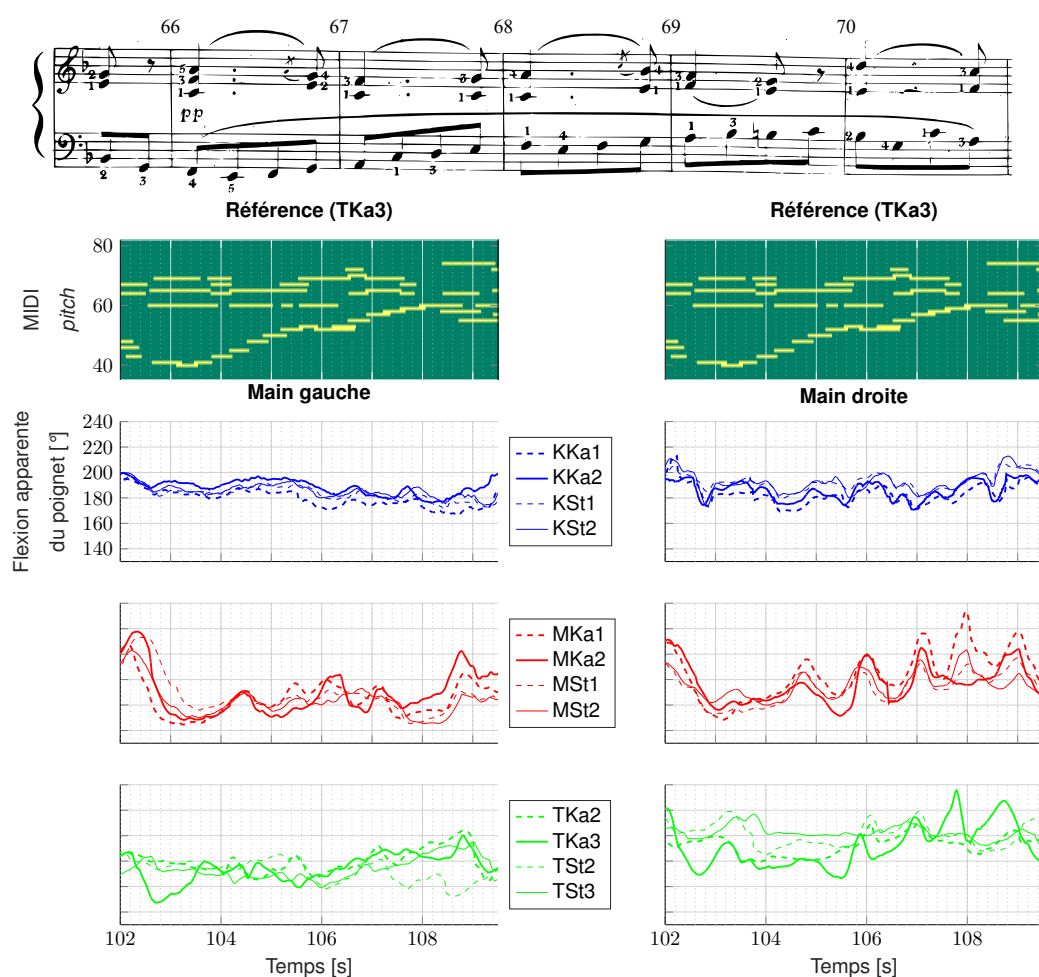 66 67 68 69 70
pp
Référence (TKa3) Référence (TKa3)
MIDI
pitch
80
60
40
Main gauche Main droite
Flexion apparente
du poignet [°]
240
220
200
180
160
140
KKa1
KKa2
KSt1
KSt2
MKa1
MKa2
MSt1
MSt2
TKa2
TKa3
TSt2
TSt3
102 104 106 108 102 104 106 108
Temps [s] Temps [s]